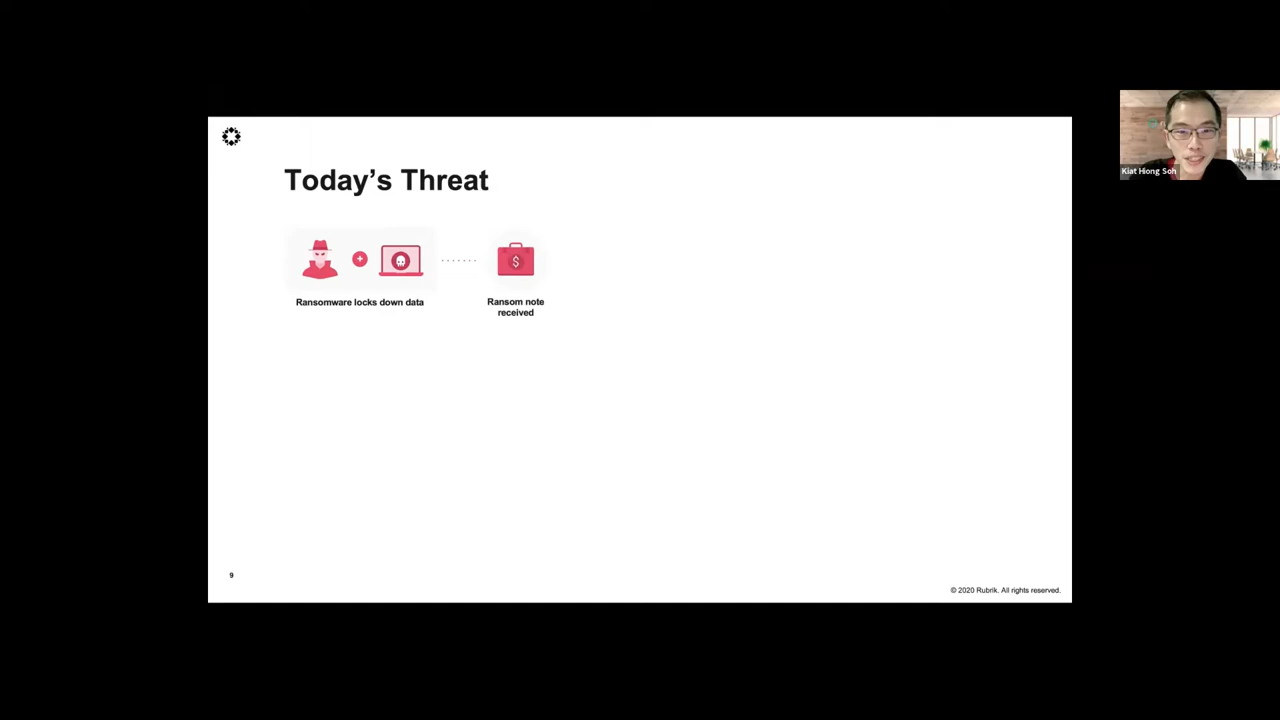 Today's Threat
Kiat Hiong Soh
$
Ransomware locks down data
Ransom note
received
9
© 2020 Rubrik. All rights reserved.